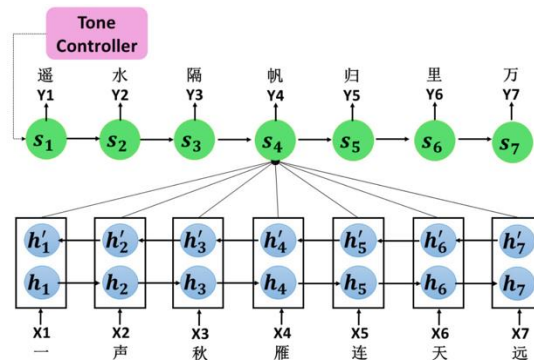 Tone
Controller
遥 水 隔 帆 归 里 万
Y1 Y2 Y3 Y4 Y5 Y6 Y7
s1 s2 s3 s4 s5 s6 s7
h'1 h'2 h'3 h'4 h'5 h'6 h'7
h1 h2 h3 h4 h5 h6 h7
X1 X2 X3 X4 X5 X6 X7
一 声 秋 雁 连 天 远